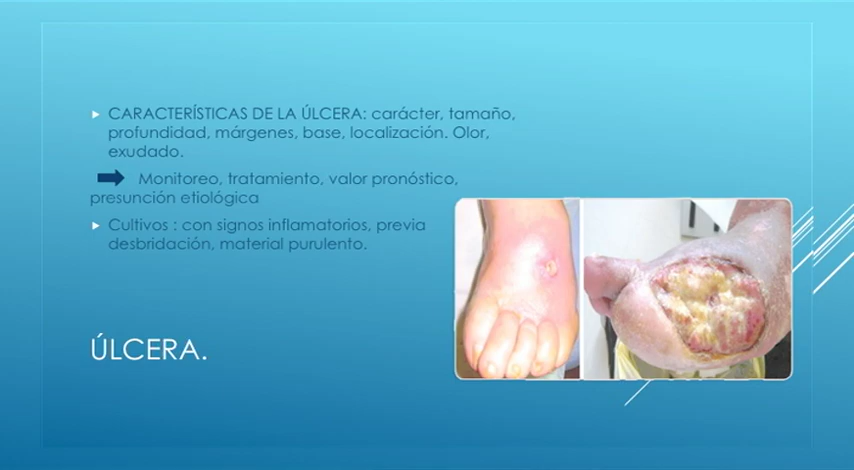 CARACTERÍSTICAS DE LA ÚLCERA: carácter, tamaño,
profundidad, márgenes, base, localización. Olor,
exudado.
Monitoreo, tratamiento, valor pronóstico,
presunción etiológica
Cultivos : con signos inflamatorios, previa
desbridación, material purulento.
ÚLCERA.